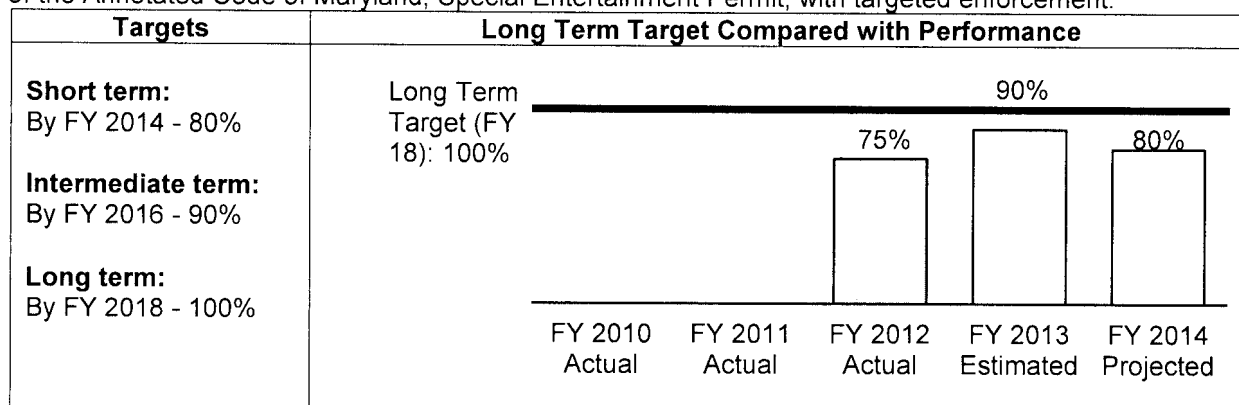 of the Annotated Code of Maryland, Special Entertainment Permit, with targeted enforcement.
Targets
Long Term Target Compared with Performance
Short term:
By FY 2014 - 80%
Intermediate term:
By FY 2016 - 90%
Long term:
By FY 2018 - 100%
Long Term
Target (FY
18): 100%
90%
75%
80%
FY 2010
Actual
FY 2011
Actual
FY 2012
Actual
FY 2013
Estimated
FY 2014
Projected